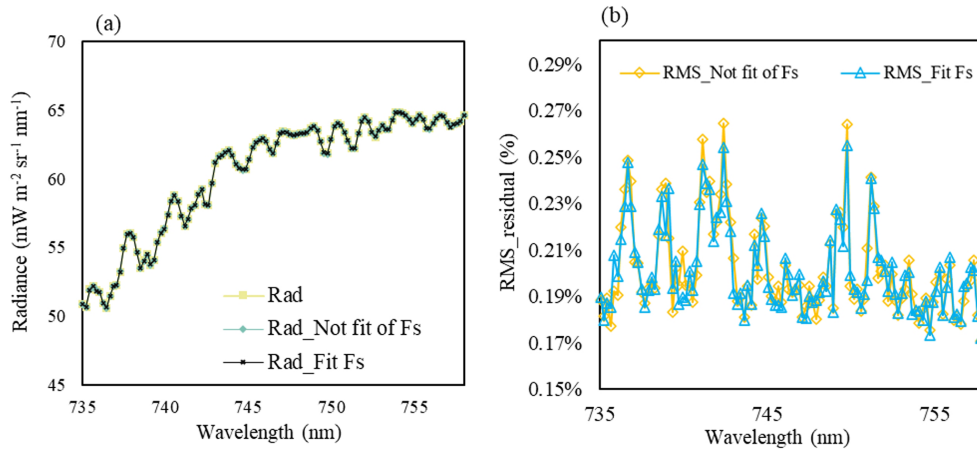 (a)
70
65
60
55
50
45
Radiance (mW m-2 sr-1 nm-1)
Rad
Rad_Not fit of Fs
Rad_Fit Fs
735 740 745 750 755
Wavelength (nm)
(b)
0.29%
0.27%
0.25%
0.23%
0.21%
0.19%
0.17%
0.15%
RMS_residual (%)
RMS_Not fit of Fs RMS_Fit Fs
735 745 755
Wavelength (nm)